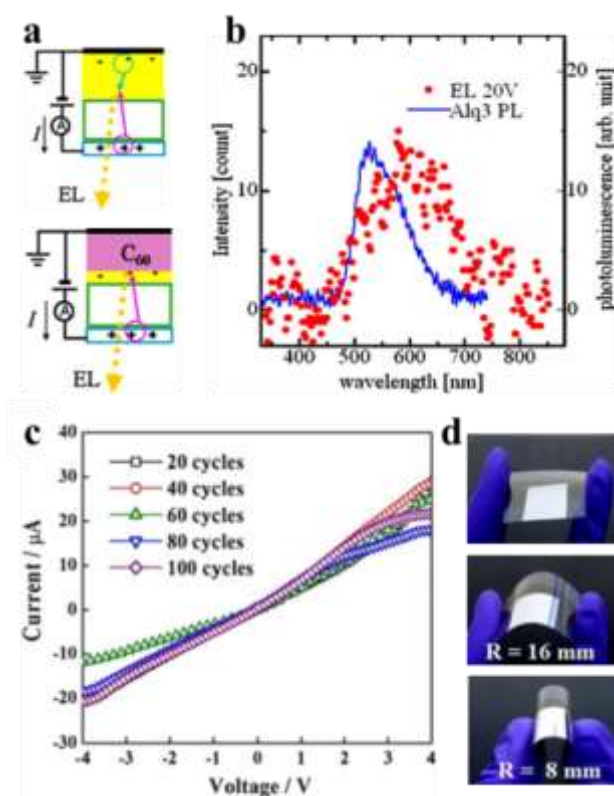 a
A
I
EL
C60
A
I
EL
b
20
10
0
Intensity [count]
EL 20V
Alq3 PL
20
10
0
photoluminescence [arb. unit]
400 500 600 700 800
wavelength [nm]
c
40
30
20
10
0
-10
-20
-30
Current / μA
20 cycles
40 cycles
60 cycles
80 cycles
100 cycles
-4 -3 -2 -1 0 1 2 3 4
Voltage / V
d
R = 16 mm
R = 8 mm